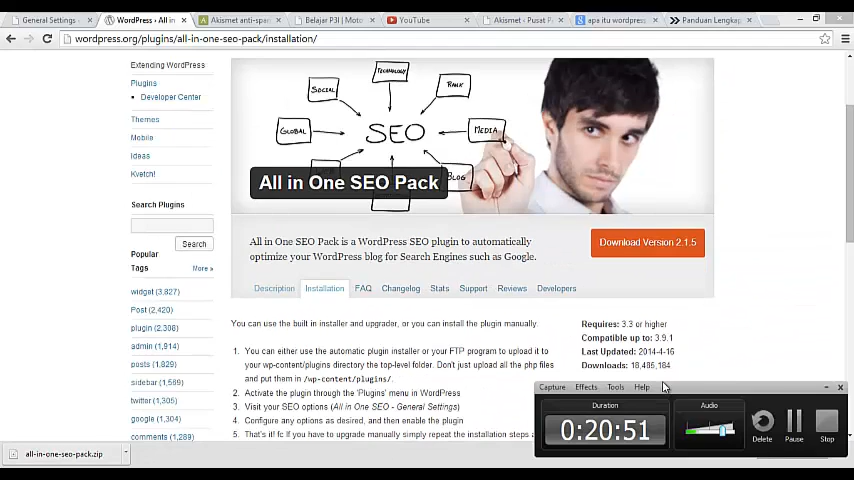 General Settings
WordPress › All i
Akismet anti-spa
Belajar P3I | Mot
YouTube
Akismet ‹ Pusat P
apa itu wordpres
Panduan Lengkap
wordpress.org/plugins/all-in-one-seo-pack/installation/
Extending WordPress
Plugins
Developer Center
Themes
Mobile
Ideas
Kvetch!
Search Plugins
Search
Popular
Tags More »
widget (3,827)
Post (2,420)
plugin (2,308)
admin (1,914)
posts (1,829)
sidebar (1,589)
twitter (1,305)
google (1,304)
comments (1,289)
TECHNOLOGY
SOCIAL
RANK
GLOBAL
SEO
MEDIA
BLOG
All in One SEO Pack
All in One SEO Pack is a WordPress SEO plugin to automatically
optimize your WordPress blog for Search Engines such as Google.
Download Version 2.1.5
Description Installation FAQ Changelog Stats Support Reviews Developers
You can use the built in installer and upgrader, or you can install the plugin manually.
1. You can either use the automatic plugin installer or your FTP program to upload it to
your wp-content/plugins directory the top-level folder. Don't just upload all the php files
and put them in /wp-content/plugins/.
2. Activate the plugin through the 'Plugins' menu in WordPress
3. Visit your SEO options (All in One SEO - General Settings)
4. Configure any options as desired, and then enable the plugin
5. That's it! fc If you have to upgrade manually simply repeat the installation steps a
Requires: 3.3 or higher
Compatible up to: 3.9.1
Last Updated: 2014-4-16
Downloads: 18,485,184
Capture Effects Tools Help
Duration
0:20:51
Audio
Delete
Pause
Stop
all-in-one-seo-pack.zip